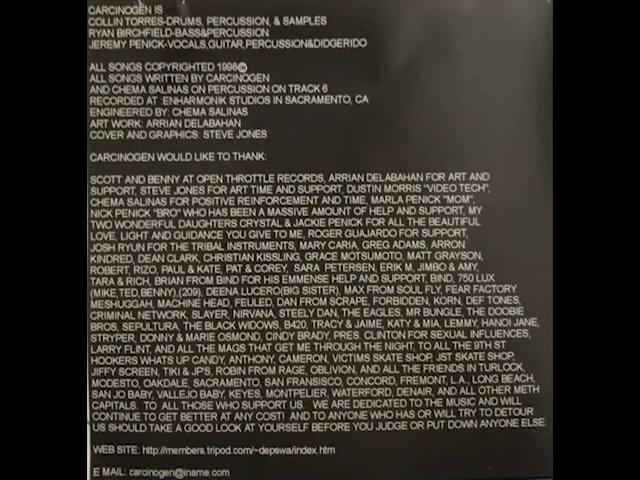 CARCINOGEN IS
COLLIN TORRES-DRUMS, PERCUSSION, & SAMPLES
RYAN BIRCHFIELD-BASS&PERCUSSION
JEREMY PENICK-VOCALS,GUITAR,PERCUSSION&DIDGERIDO
ALL SONGS COPYRIGHTED 1998©
ALL SONGS WRITTEN BY CARCINOGEN
AND CHEMA SALINAS ON PERCUSSION ON TRACK 6
RECORDED AT :ENHARMONIK STUDIOS IN SACRAMENTO, CA
ENGINEERED BY: CHEMA SALINAS
ART WORK: ARRIAN DELABAHAN
COVER AND GRAPHICS: STEVE JONES
CARCINOGEN WOULD LIKE TO THANK:
SCOTT AND BENNY AT OPEN THROTTLE RECORDS, ARRIAN DELABAHAN FOR ART AND
SUPPORT, STEVE JONES FOR ART TIME AND SUPPORT, DUSTIN MORRIS "VIDEO TECH",
CHEMA SALINAS FOR POSITIVE REINFORCEMENT AND TIME, MARLA PENICK "MOM",
NICK PENICK "BRO" WHO HAS BEEN A MASSIVE AMOUNT OF HELP AND SUPPORT, MY
TWO WONDERFUL DAUGHTERS CRYSTAL & JACKIE PENICK FOR ALL THE BEAUTIFUL
LOVE, LIGHT AND GUIDANCE YOU GIVE TO ME, ROGER GUAJARDO FOR SUPPORT,
JOSH RYUN FOR THE TRIBAL INSTRUMENTS, MARY CARIA, GREG ADAMS, ARRON
KINDRED, DEAN CLARK, CHRISTIAN KISSLING, GRACE MOTSUMOTO, MATT GRAYSON,
ROBERT, RIZO, PAUL & KATE, PAT & COREY, SARA PETERSEN, ERIK M, JIMBO & AMY,
TARA & RICH, BRIAN FROM BIND FOR HIS EMMENSE HELP AND SUPPORT, BIND, 750 LUX
(MIKE,TED,BENNY),(209), DEENA LUCERO(BIG SISTER), MAX FROM SOUL FLY, FEAR FACTORY
MESHUGGAH, MACHINE HEAD, FEULED, DAN FROM SCRAPE, FORBIDDEN, KORN, DEF TONES,
CRIMINAL NETWORK, SLAYER, NIRVANA, STEELY DAN, THE EAGLES, MR BUNGLE, THE DOOBIE
BROS, SEPULTURA, THE BLACK WIDOWS, B420, TRACY & JAIME, KATY & MIA, LEMMY, HANOI JANE,
STRYPER, DONNY & MARIE OSMOND, CINDY BRADY, PRES. CLINTON FOR SEXUAL INFLUENCES,
LARRY FLINT, AND ALL THE MAGS THAT GET ME THROUGH THE NIGHT, TO ALL THE 9TH ST
HOOKERS WHATS UP CANDY, ANTHONY, CAMERON, VICTIMS SKATE SHOP, JST SKATE SHOP,
JIFFY SCREEN, TIKI & JP'S, ROBIN FROM RAGE, OBLIVION, AND ALL THE FRIENDS IN TURLOCK,
MODESTO, OAKDALE, SACRAMENTO, SAN FRANSISCO, CONCORD, FREMONT, L.A., LONG BEACH,
SAN JO BABY, VALLEJO BABY, KEYES, MONTPELIER, WATERFORD, DENAIR, AND ALL OTHER METH
CAPITALS. TO ALL THOSE WHO SUPPORT US. WE ARE DEDICATED TO THE MUSIC AND WILL
CONTINUE TO GET BETTER AT ANY COST! AND TO ANYONE WHO HAS OR WILL TRY TO DETOUR
US SHOULD TAKE A GOOD LOOK AT YOURSELF BEFORE YOU JUDGE OR PUT DOWN ANYONE ELSE.
WEB SITE: http://members.tripod.com/~depswa/index.htm
E MAIL: carcinogen@iname.com